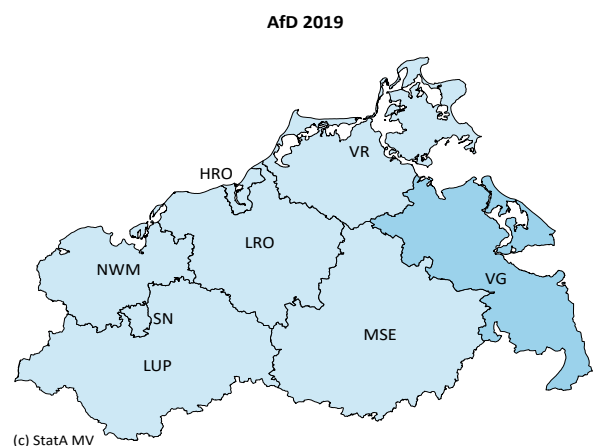 AfD 2019
VR
HRO
LRO
NWM
VG
SN
MSE
LUP
(c) StatA MV